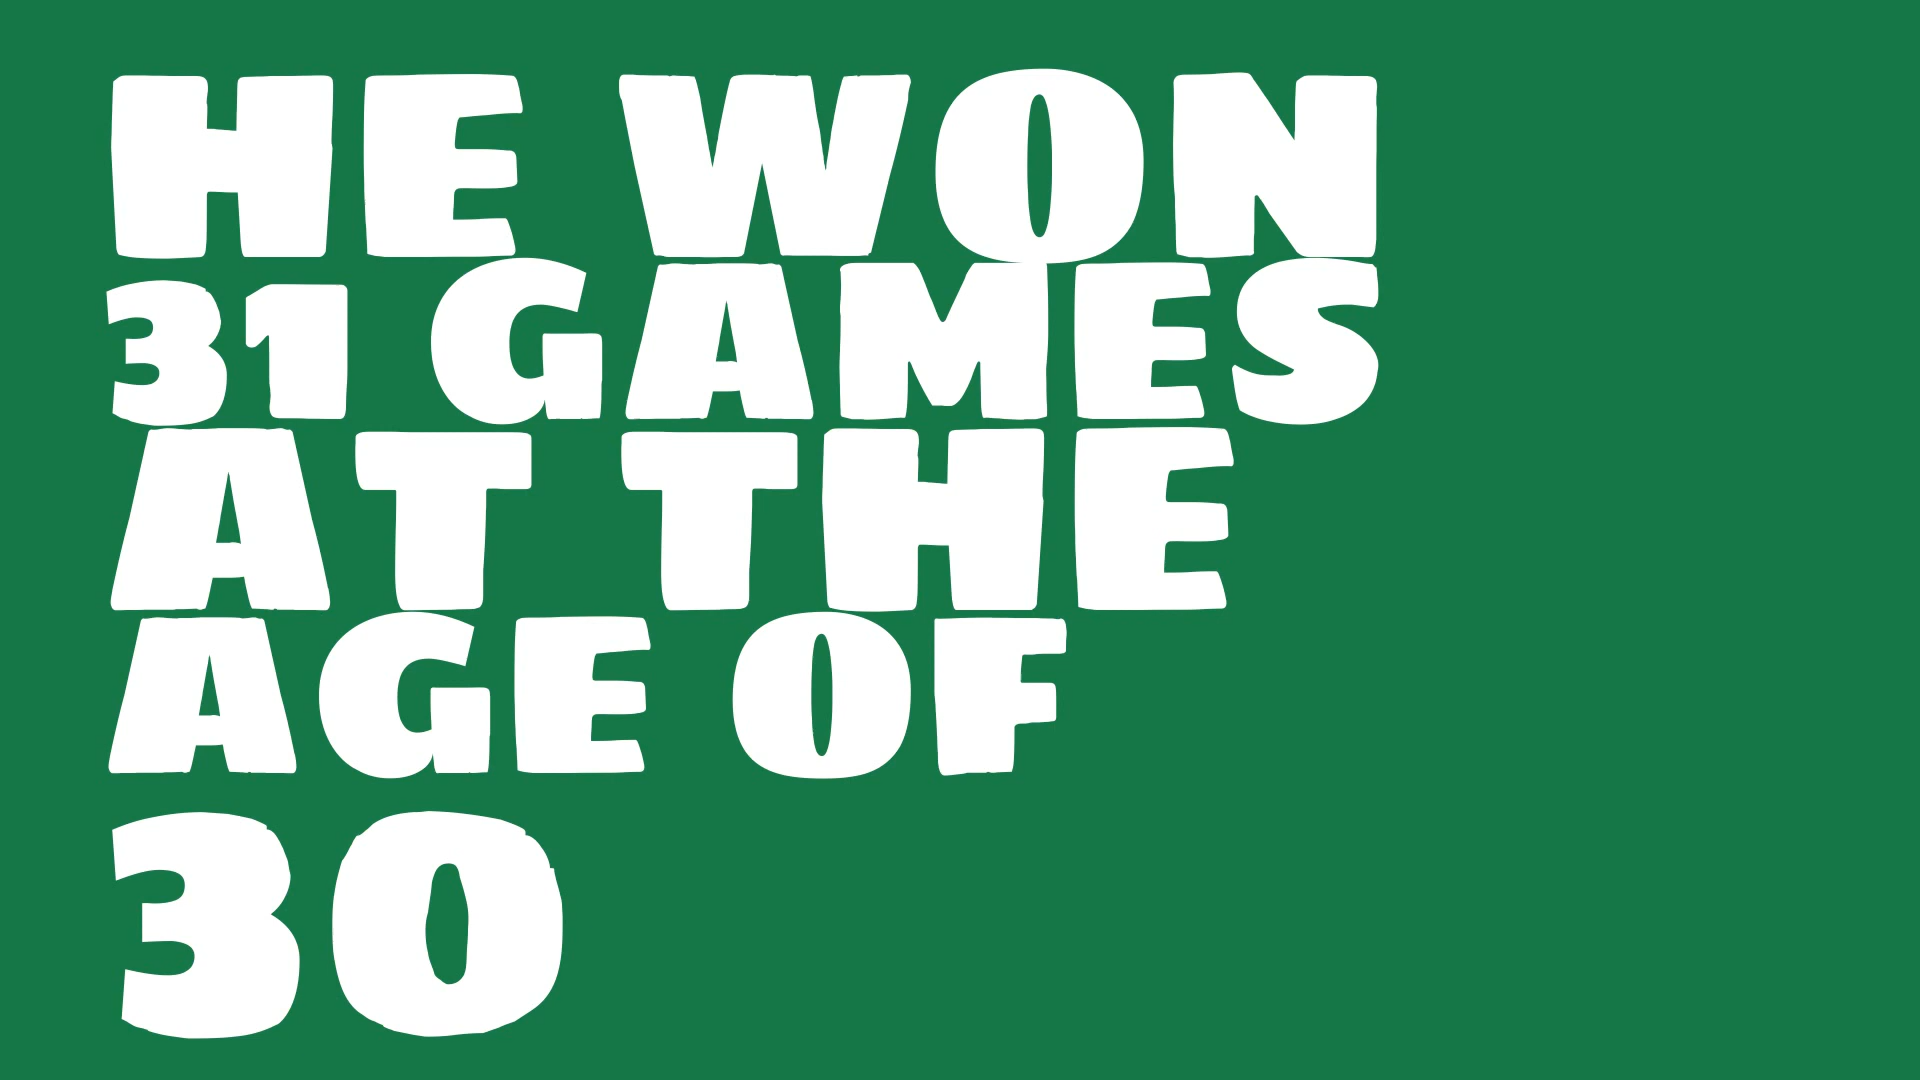 HE WON
31 GAMES
AT THE
AGE OF
30